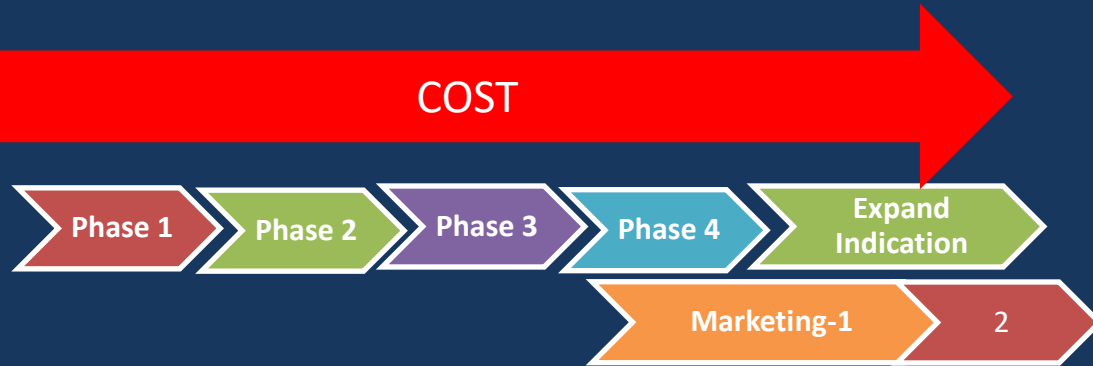 COST
Phase 1
Phase 2
Phase 3
Phase 4
Expand
Indication
Marketing-1
2